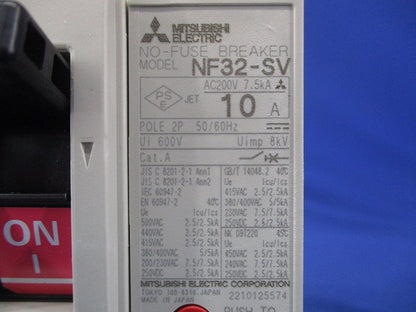 MITSUBISHI
ELECTRIC
NO-FUSE BREAKER
MODEL NF32-SV
AC200V 7.5kA
PS
E
JET
10 A
POLE 2P 50/60Hz
Ui 600V Uimp 8kV
Cat.A
JIS C 8201-2-1 Ann1
JIS C 8201-2-1 Ann2
IEC 60947-2
EN 60947-2 40℃
Ue Icu/Ics
500VAC 2.5/2.5kA
440VAC 2.5/2.5kA
415VAC 2.5/2.5kA
380/400VAC 5/5kA
200/230VAC 7.5/7.5kA
250VDC 2.5/2.5kA
GB/T 14048.2 40℃
Ue Icu/Ics
415VAC 2.5/2.5kA
380/400VAC 5/5kA
230VAC 7.5/7.5kA
250VDC 2.5/2.5kA
NK 45℃
Ue Icu/Ics
450VAC 2.5/2.5kA
240VAC 7.5/7.5kA
250VDC 2.5/2.5kA
MITSUBISHI ELECTRIC CORPORATION
TOKYO 100-8310,JAPAN 2210125574
MADE IN JAPAN
PUSH TO
ON
I